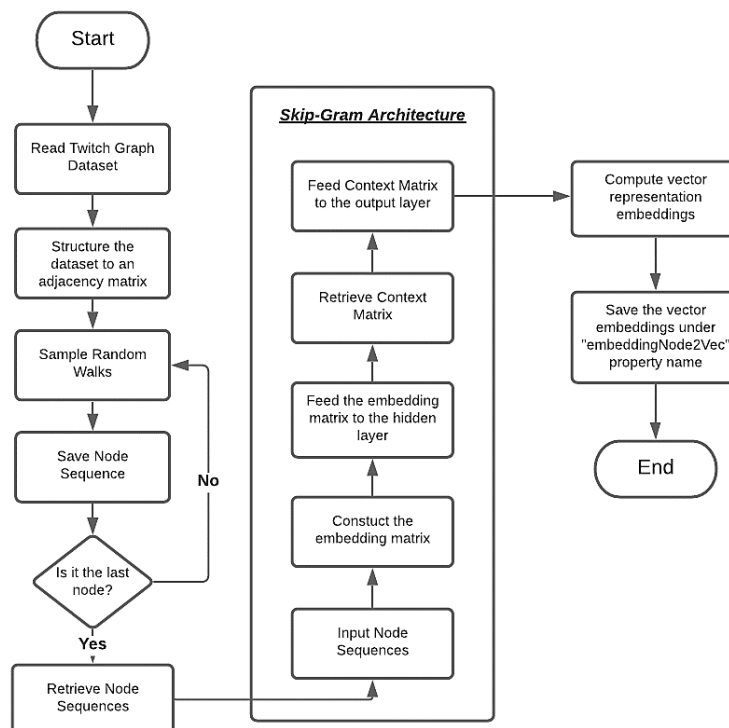 Start
Read Twitch Graph
Dataset
Structure the
dataset to an
adjacency matrix
Sample Random
Walks
Save Node
Sequence
No
Is it the last
node?
Yes
Retrieve Node
Sequences
Skip-Gram Architecture
Feed Context Matrix
to the output layer
Retrieve Context
Matrix
Feed the embedding
matrix to the hidden
layer
Constuct the
embedding matrix
Input Node
Sequences
Compute vector
representation
embeddings
Save the vector
embeddings under
"embeddingNode2Vec"
property name
End